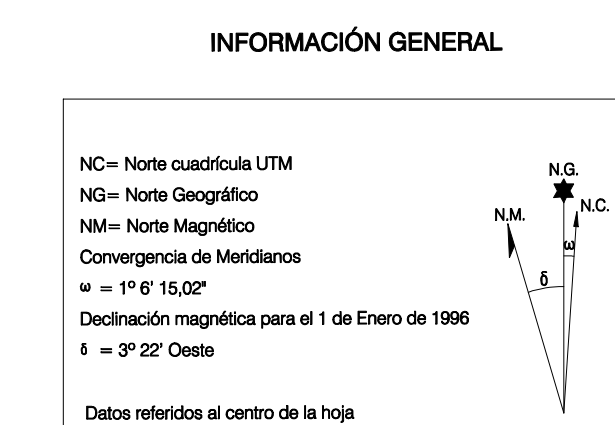 INFORMACIÓN GENERAL
NC= Norte cuadrícula UTM
NG= Norte Geográfico
NM= Norte Magnético
Convergencia de Meridianos
ω = 1º 6' 15,02"
Declinación magnética para el 1 de Enero de 1996
δ = 3º 22' Oeste
Datos referidos al centro de la hoja
N.G.
N.C.
N.M.
ω
δ